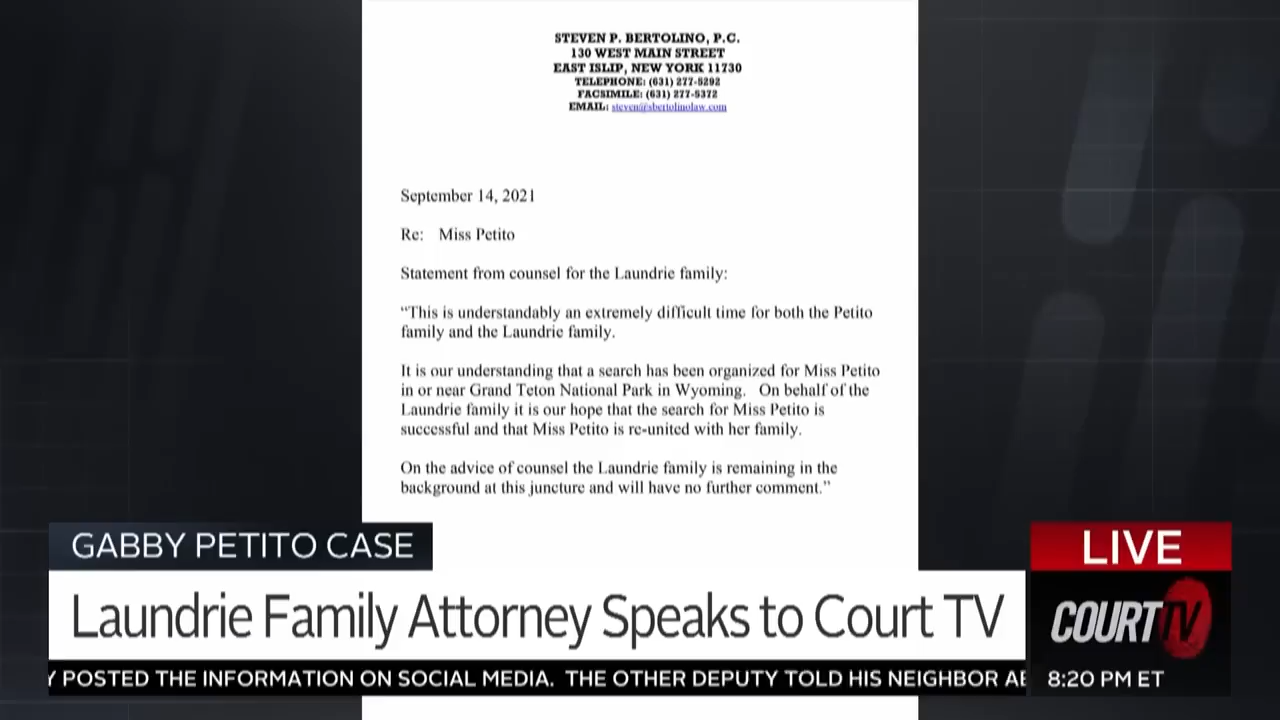 STEVEN P. BERTOLINO, P.C.
130 WEST MAIN STREET
EAST ISLIP, NEW YORK 11730
TELEPHONE: (631) 277-5292
FACSIMILE: (631) 277-5372
EMAIL: steven@sbertolinolaw.com
September 14, 2021
Re: Miss Petito
Statement from counsel for the Laundrie family:
“This is understandably an extremely difficult time for both the Petito
family and the Laundrie family.
It is our understanding that a search has been organized for Miss Petito
in or near Grand Teton National Park in Wyoming. On behalf of the
Laundrie family it is our hope that the search for Miss Petito is
successful and that Miss Petito is re-united with her family.
On the advice of counsel the Laundrie family is remaining in the
background at this juncture and will have no further comment.”
GABBY PETITO CASE
Laundrie Family Attorney Speaks to Court TV
Y POSTED THE INFORMATION ON SOCIAL MEDIA. THE OTHER DEPUTY TOLD HIS NEIGHBOR
LIVE
COURT TV
8:20 PM ET